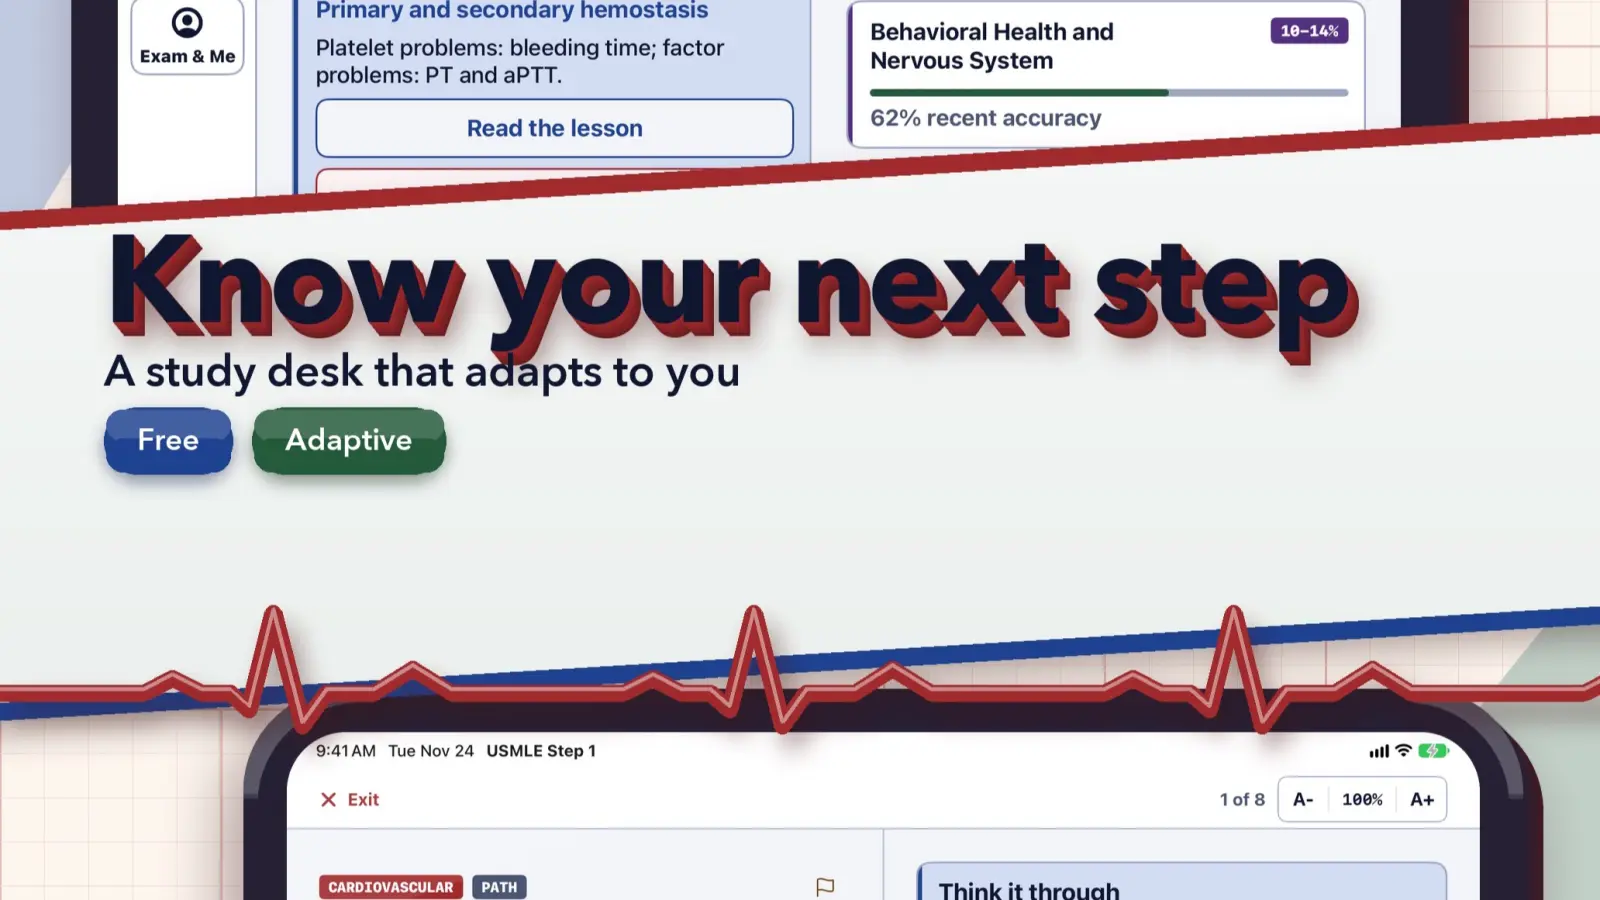 Primary and secondary hemostasis
Platelet problems: bleeding time; factor
problems: PT and aPTT.
Read the lesson
Exam & Me
Behavioral Health and
Nervous System
10–14%
62% recent accuracy
Know your next step
A study desk that adapts to you
Free
Adaptive
9:41 AM Tue Nov 24 USMLE Step 1
Exit
1 of 8
A-
100%
A+
CARDIOVASCULAR
PATH
Think it through